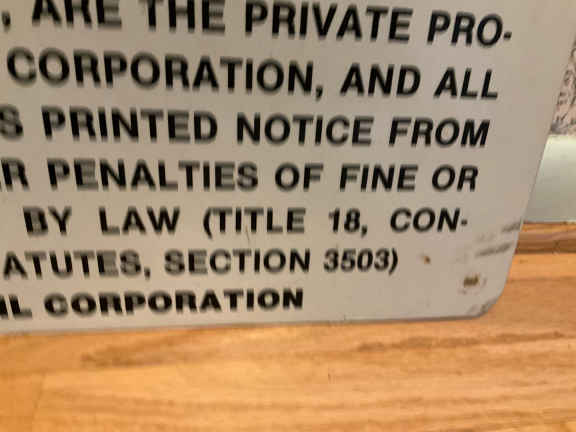 , ARE THE PRIVATE PRO-
CORPORATION, AND ALL
PRINTED NOTICE FROM
PENALTIES OF FINE OR
BY LAW (TITLE 18, CON-
ATUTES, SECTION 3503)
CORPORATION